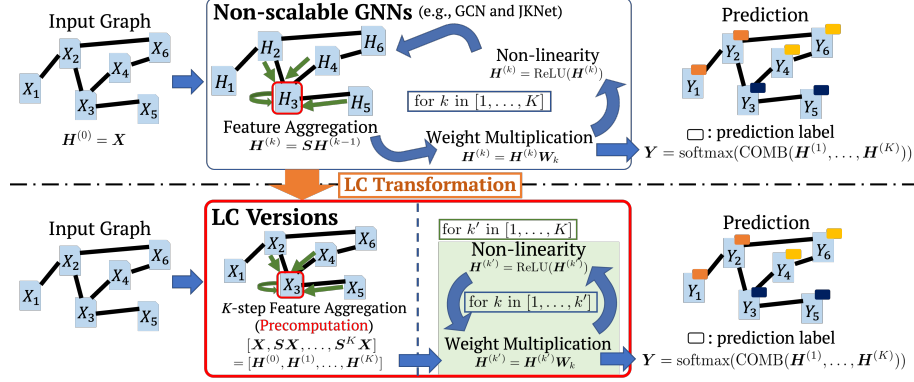 Input Graph
X₁
X₂
X₃
X₄
X₅
X₆
H⁽⁰⁾ = X
Non-scalable GNNs (e.g., GCN and JKNet)
H₁
H₂
H₃
H₄
H₅
H₆
Feature Aggregation
H⁽ᵏ⁾ = SH⁽ᵏ⁻¹⁾
Non-linearity
H⁽ᵏ⁾ = ReLU(H⁽ᵏ⁾)
for k in [1, . . . , K]
Weight Multiplication
H⁽ᵏ⁾ = H⁽ᵏ⁾Wₖ
Prediction
Y₁
Y₂
Y₃
Y₄
Y₅
Y₆
: prediction label
Y = softmax(COMB(H⁽¹⁾, . . . , H⁽ᴷ⁾))
LC Transformation
Input Graph
X₁
X₂
X₃
X₄
X₅
X₆
LC Versions
X₁
X₂
X₃
X₄
X₅
X₆
K-step Feature Aggregation
(Precomputation)
[X, SX, . . . , SᴷX]
= [H⁽⁰⁾, H⁽¹⁾, . . . , H⁽ᴷ⁾]
for k′ in [1, . . . , K]
Non-linearity
H⁽ᵏ′⁾ = ReLU(H⁽ᵏ′⁾)
for k in [1, . . . , k′]
Weight Multiplication
H⁽ᵏ′⁾ = H⁽ᵏ′⁾Wₖ
Prediction
Y₁
Y₂
Y₃
Y₄
Y₅
Y₆
: prediction label
Y = softmax(COMB(H⁽¹⁾, . . . , H⁽ᴷ⁾))